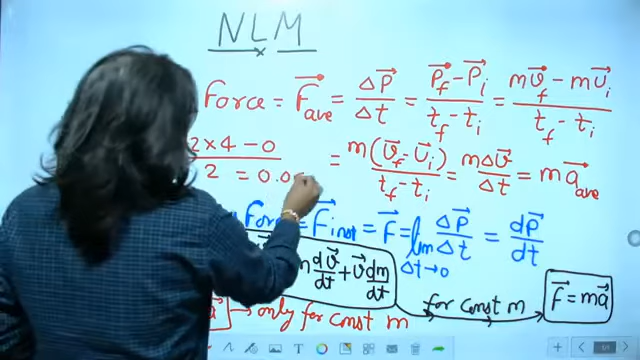 NLM
Force = F⃗ave = ΔP⃗/Δt = (P⃗f − P⃗i)/(tf − ti) = (mv⃗f − mv⃗i)/(tf − ti)
2×4 − 0 / 2 = 0.0
= m(v⃗f − v⃗i)/(tf − ti) = mΔv⃗/Δt = ma⃗ave
Force = F⃗inst = F⃗ = lim Δt→0 ΔP⃗/Δt = dP⃗/dt
m dv⃗/dt + v⃗ dm/dt
for const m
F⃗ = ma⃗
a⃗ → only for const m